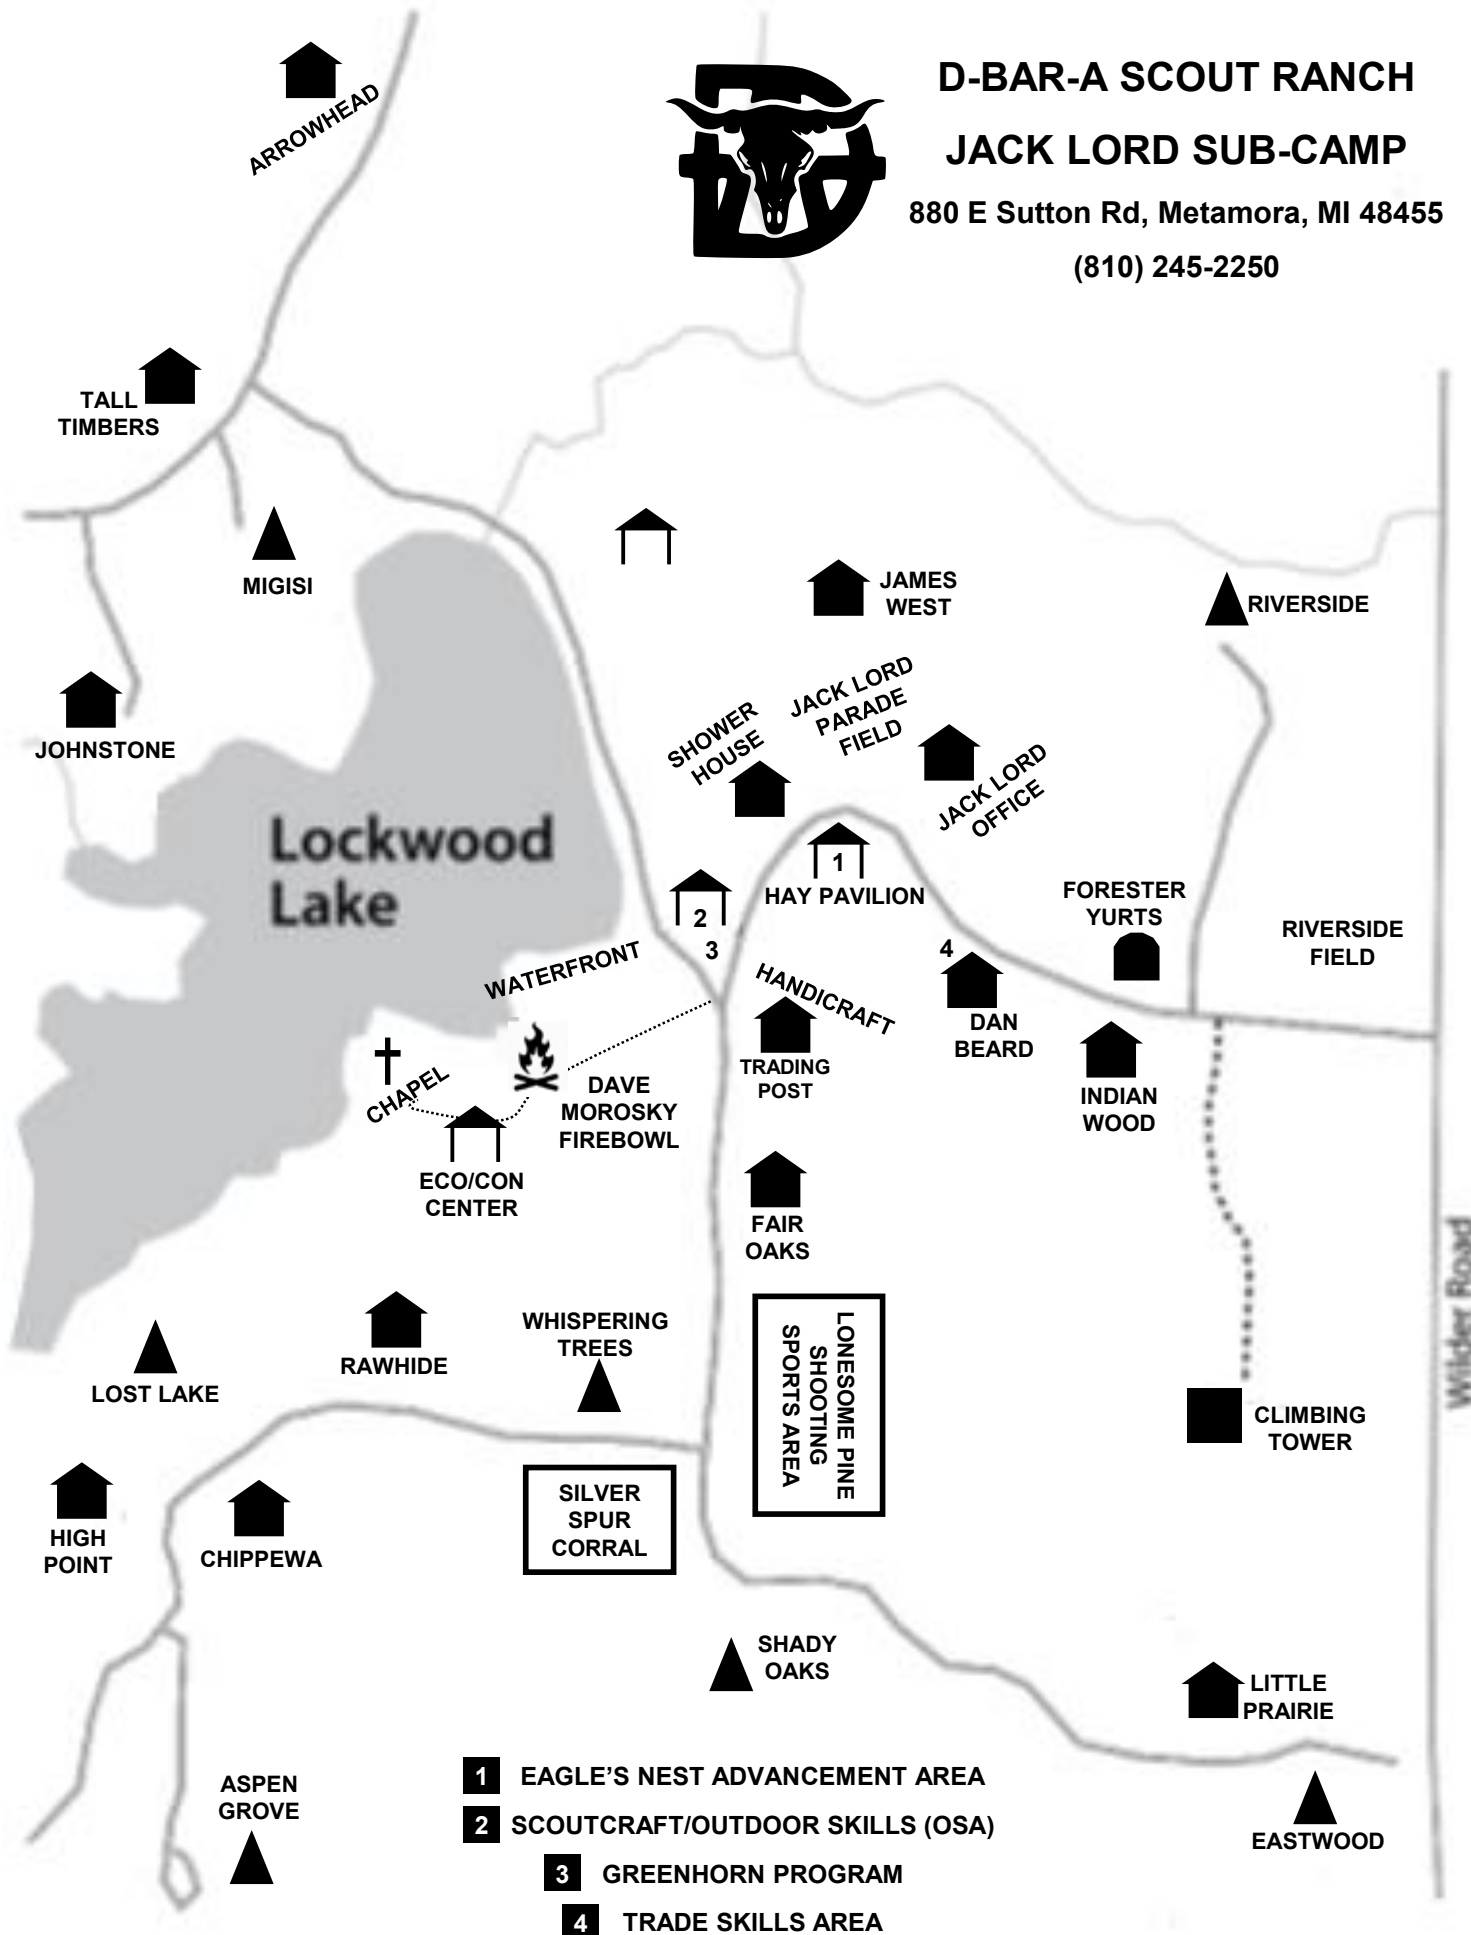 D-BAR-A SCOUT RANCH
JACK LORD SUB-CAMP
880 E Sutton Rd, Metamora, MI 48455
(810) 245-2250
ARROWHEAD
TALL
TIMBERS
MIGISI
JAMES
WEST
RIVERSIDE
JOHNSTONE
SHOWER
HOUSE
JACK LORD
PARADE
FIELD
JACK LORD
OFFICE
Lockwood
Lake
1
HAY PAVILION
2
3
4
FORESTER
YURTS
RIVERSIDE
FIELD
WATERFRONT
HANDICRAFT
TRADING
POST
DAN
BEARD
INDIAN
WOOD
CHAPEL
DAVE
MOROSKY
FIREBOWL
ECO/CON
CENTER
FAIR
OAKS
Wilder Road
LOST LAKE
RAWHIDE
WHISPERING
TREES
LONESOME PINE
SHOOTING
SPORTS AREA
CLIMBING
TOWER
HIGH
POINT
CHIPPEWA
SILVER
SPUR
CORRAL
SHADY
OAKS
LITTLE
PRAIRIE
ASPEN
GROVE
EASTWOOD
1 EAGLE’S NEST ADVANCEMENT AREA
2 SCOUTCRAFT/OUTDOOR SKILLS (OSA)
3 GREENHORN PROGRAM
4 TRADE SKILLS AREA